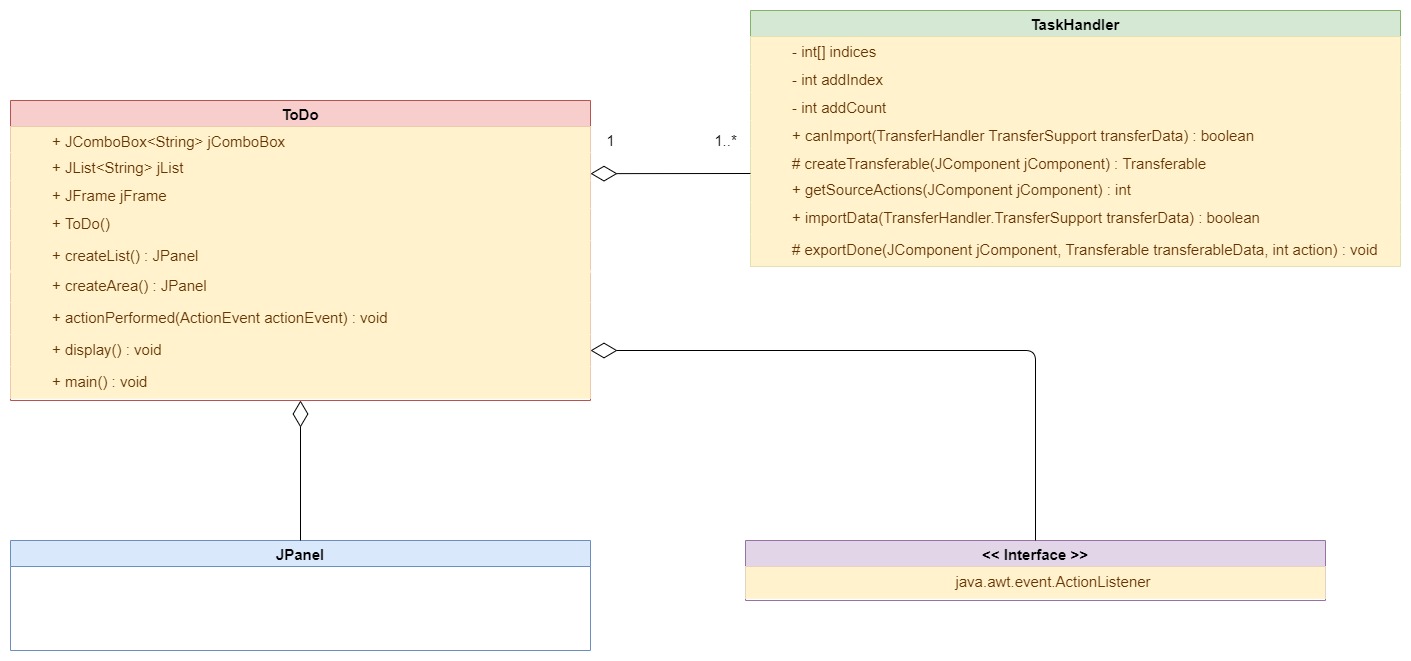 TaskHandler
- int[] indices
- int addIndex
- int addCount
+ canImport(TransferHandler TransferSupport transferData) : boolean
# createTransferable(JComponent jComponent) : Transferable
+ getSourceActions(JComponent jComponent) : int
+ importData(TransferHandler.TransferSupport transferData) : boolean
# exportDone(JComponent jComponent, Transferable transferableData, int action) : void
ToDo
+ JComboBox<String> jComboBox
+ JList<String> jList
+ JFrame jFrame
+ ToDo()
+ createList() : JPanel
+ createArea() : JPanel
+ actionPerformed(ActionEvent actionEvent) : void
+ display() : void
+ main() : void
1
1..*
JPanel
<< Interface >>
java.awt.event.ActionListener